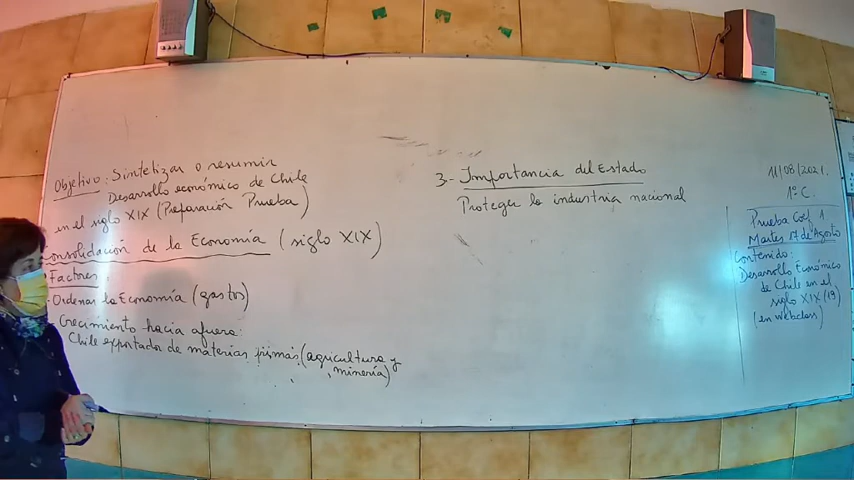 Objetivo: Sintetizar o resumir
Desarrollo económico de Chile
en el siglo XIX (Preparación Prueba)
onsolidación de la Economía (siglo XIX)
Factores
Ordenar la Economía (gastos)
Crecimiento hacia afuera:
Chile exportador de materias primas (agricultura y
, minería)
3.- Importancia del Estado
Proteger la industria nacional
11/08/2021.
1º C.
Prueba Coef 1
Martes 17 de Agosto
Contenido:
Desarrollo Económico
de Chile en el
siglo XIX (19)
(en webclass)